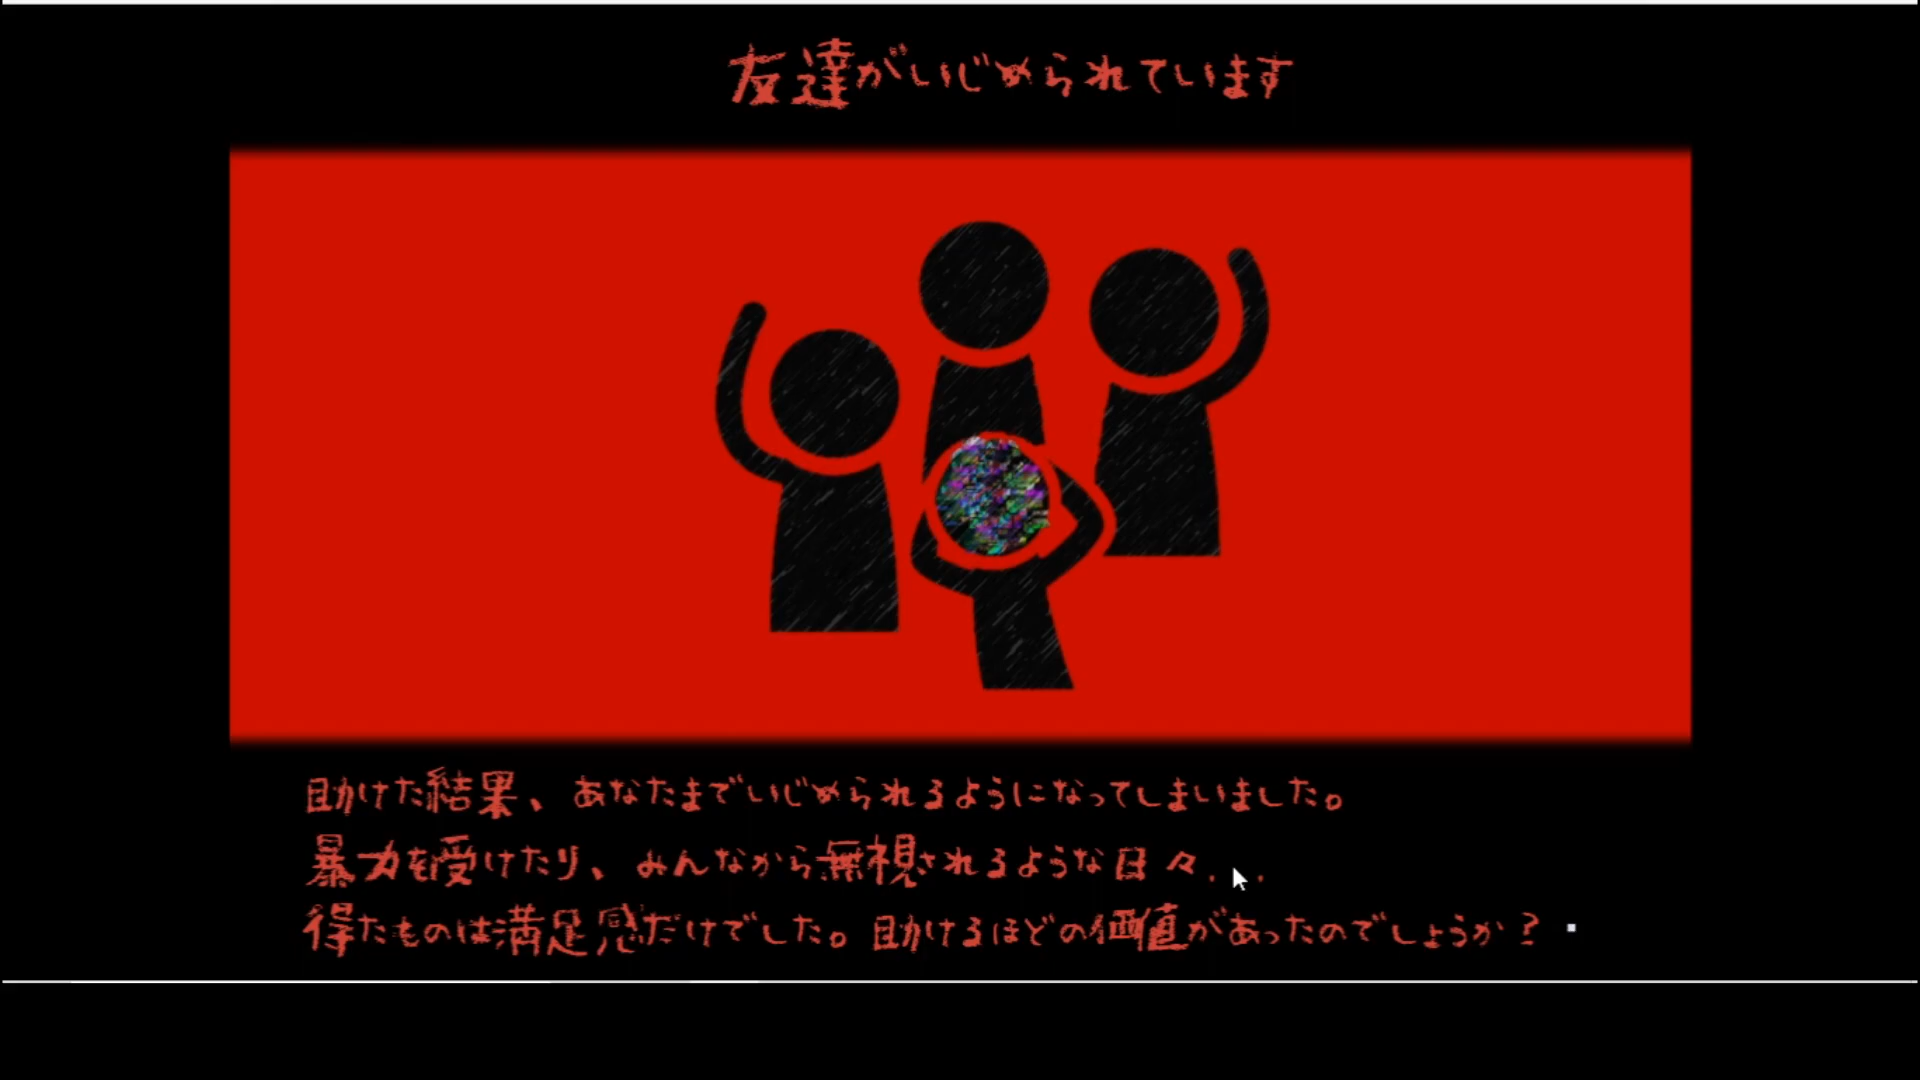 友達がいじめられています
助けた結果、あなたまでいじめられるようになってしまいました。
暴力を受けたり、みんなから無視されるような日々...
得たものは満足感だけでした。助けるほどの価値があったのでしょうか?